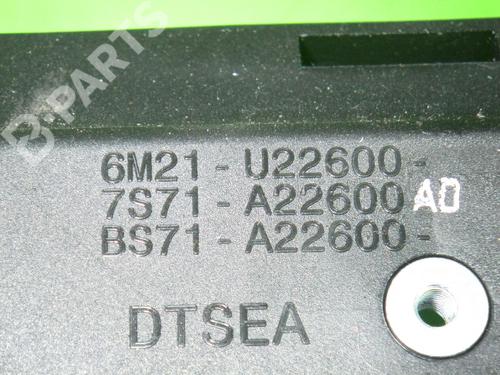 B-PARTS
6M21-U22600-
7S71-A22600 AD
BS71-A22600-
DTSEA